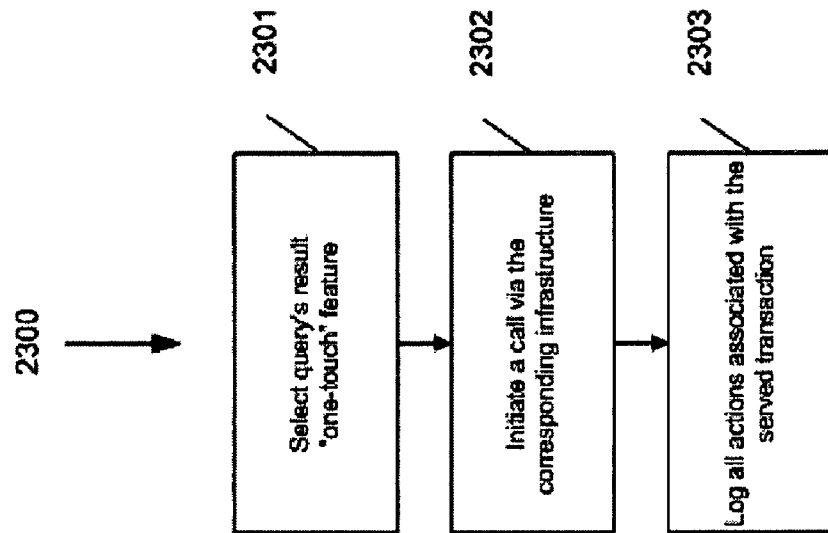 2300
2301
Select query's result
"one-touch" feature
2302
Initiate a call via the
corresponding infrastructure
2303
Log all actions associated with the
served transaction